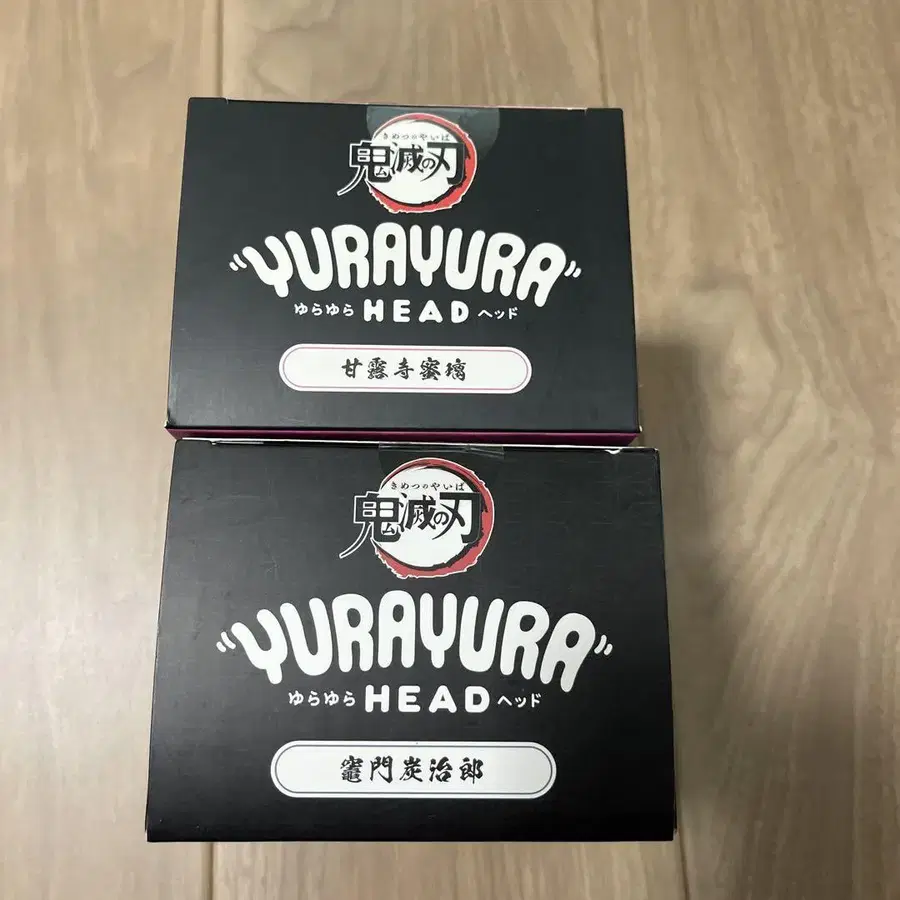 きめつのやいば
鬼滅の刃
"YURAYURA"
ゆらゆら HEAD ヘッド
甘露寺蜜璃
きめつのやいば
鬼滅の刃
"YURAYURA"
ゆらゆら HEAD ヘッド
竈門炭治郎